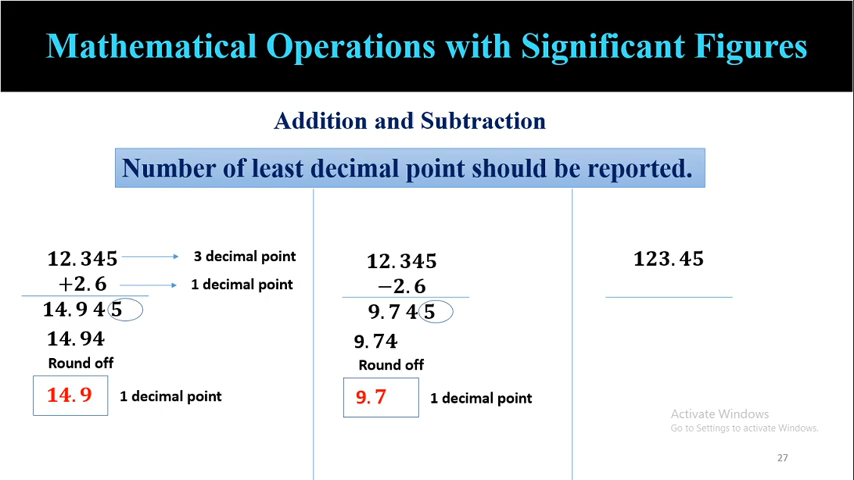 Mathematical Operations with Significant Figures
Addition and Subtraction
Number of least decimal point should be reported.
12.345 3 decimal point
+2.6 1 decimal point
14.945
14.94
Round off
14.9 1 decimal point
12.345
−2.6
9.745
9.74
Round off
9.7 1 decimal point
123.45
Activate Windows
Go to Settings to activate Windows.
27